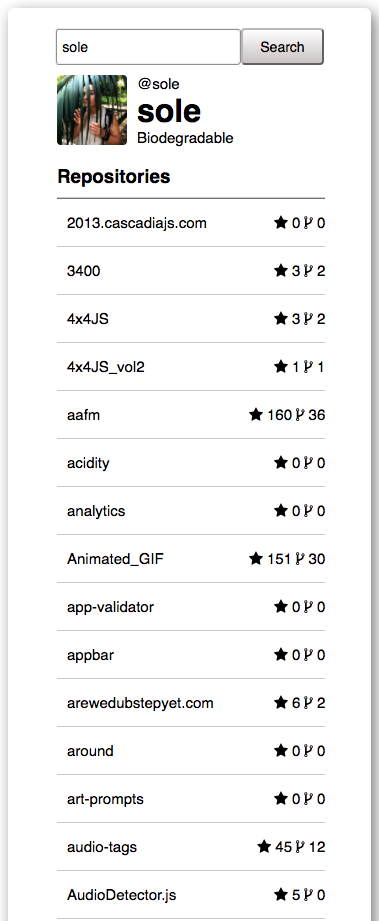 sole Search
@sole
sole
Biodegradable
Repositories
2013.cascadiajs.com 0 0
3400 3 2
4x4JS 3 2
4x4JS_vol2 1 1
aafm 160 36
acidity 0 0
analytics 0 0
Animated_GIF 151 30
app-validator 0 0
appbar 0 0
arewedubstepyet.com 6 2
around 0 0
art-prompts 0 0
audio-tags 45 12
AudioDetector.js 5 0